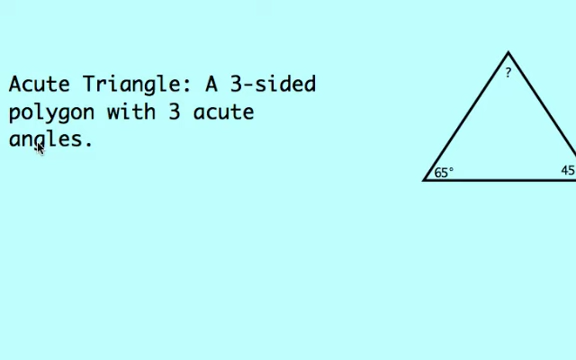 Acute Triangle: A 3-sided
polygon with 3 acute
angles.
?
65°
45